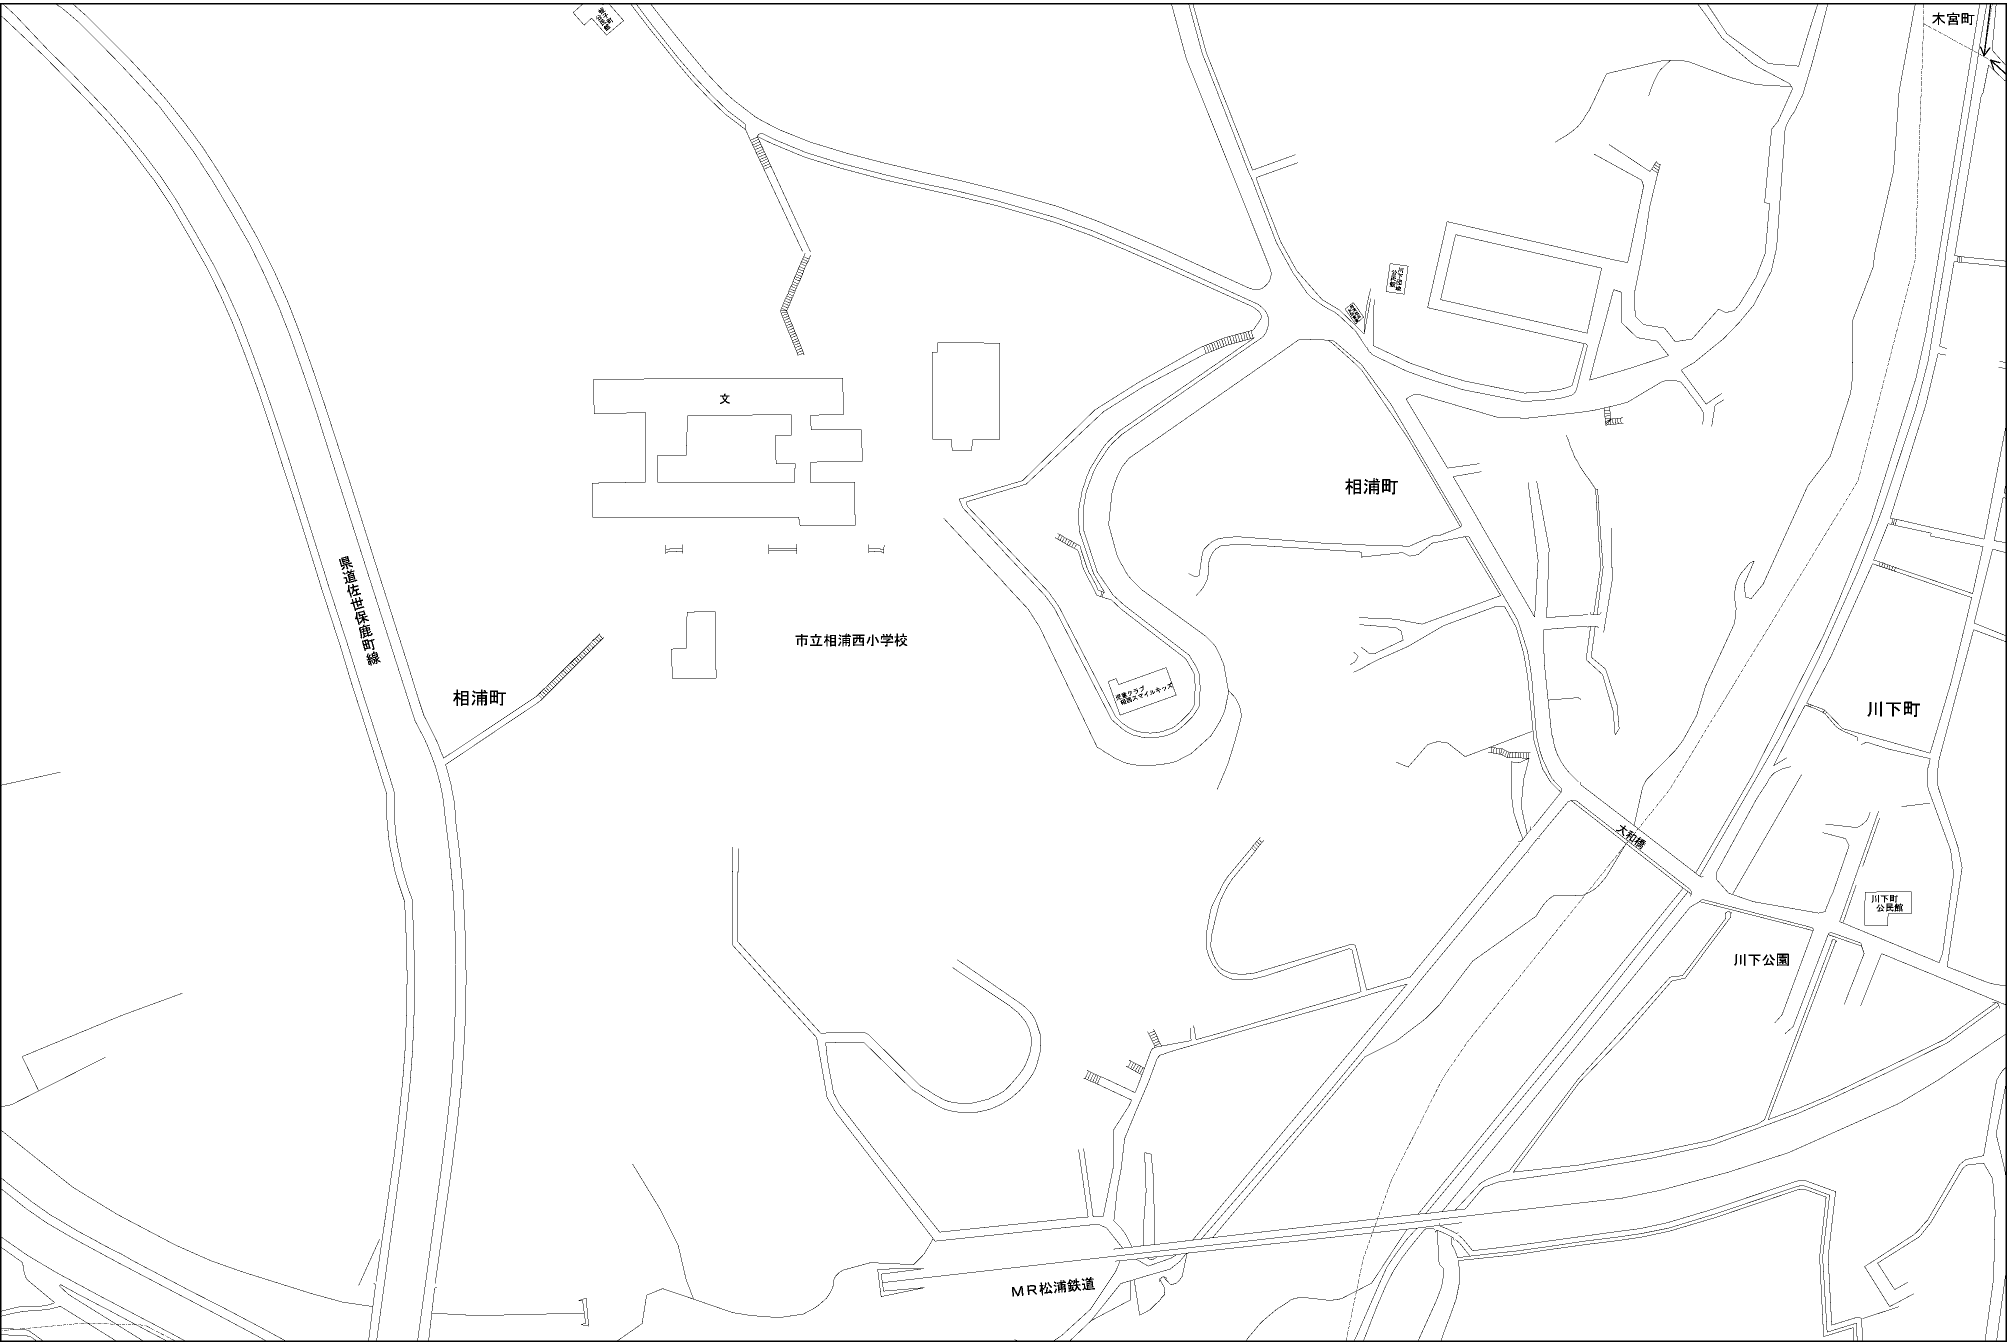 木宮町
文
相浦町
県道佐世保鹿町線
市立相浦西小学校
相浦町
児童クラブ
相西スマイルキッズ
川下町
大和橋
川下町
公民館
川下公園
MR松浦鉄道